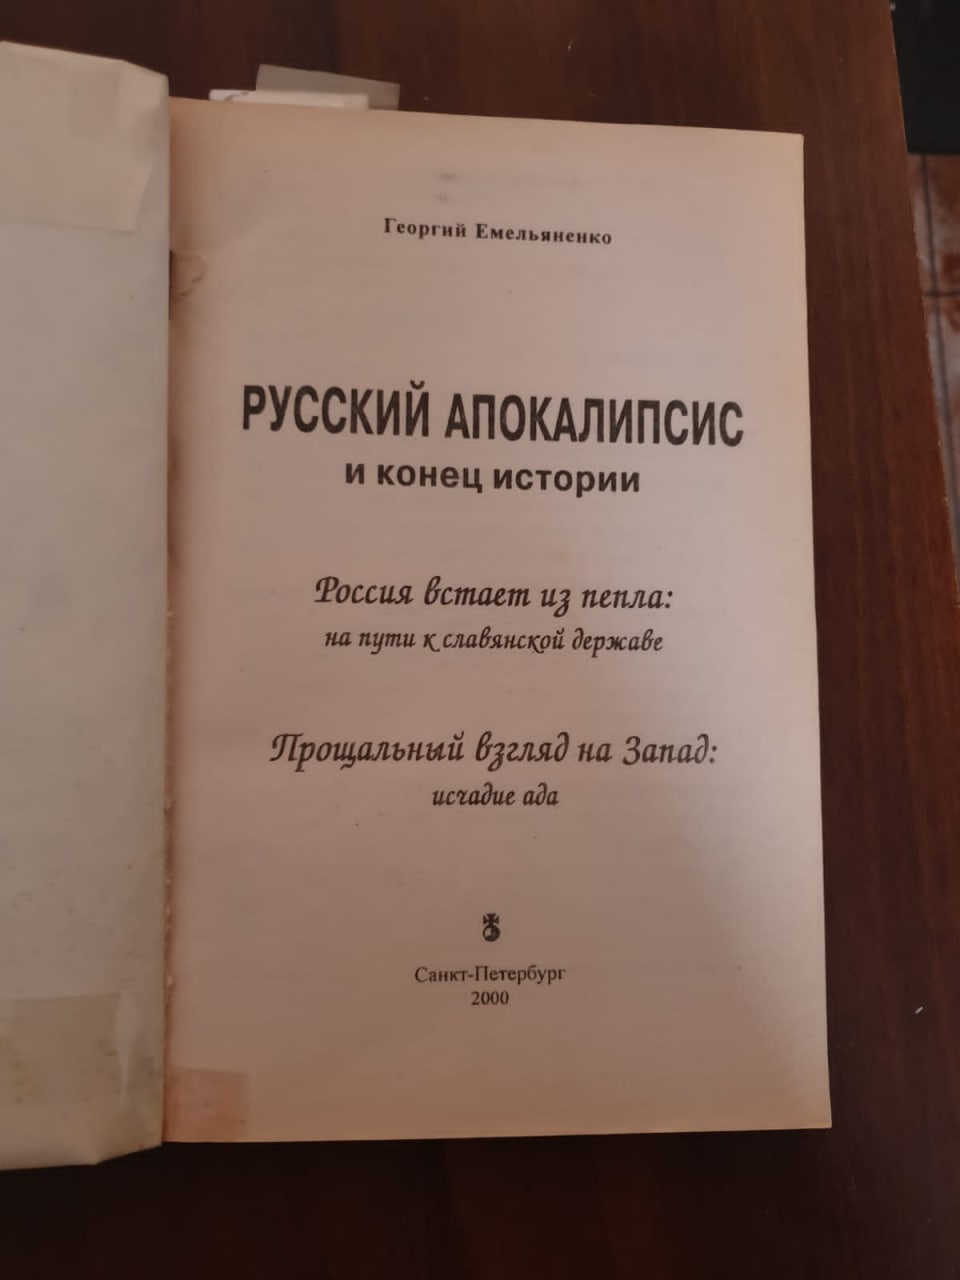 Георгий Емельяненко
РУССКИЙ АПОКАЛИПСИС
и конец истории
Россия встает из пепла:
на пути к славянской державе
Прощальный взгляд на Запад:
исчадие ада
Санкт-Петербург
2000